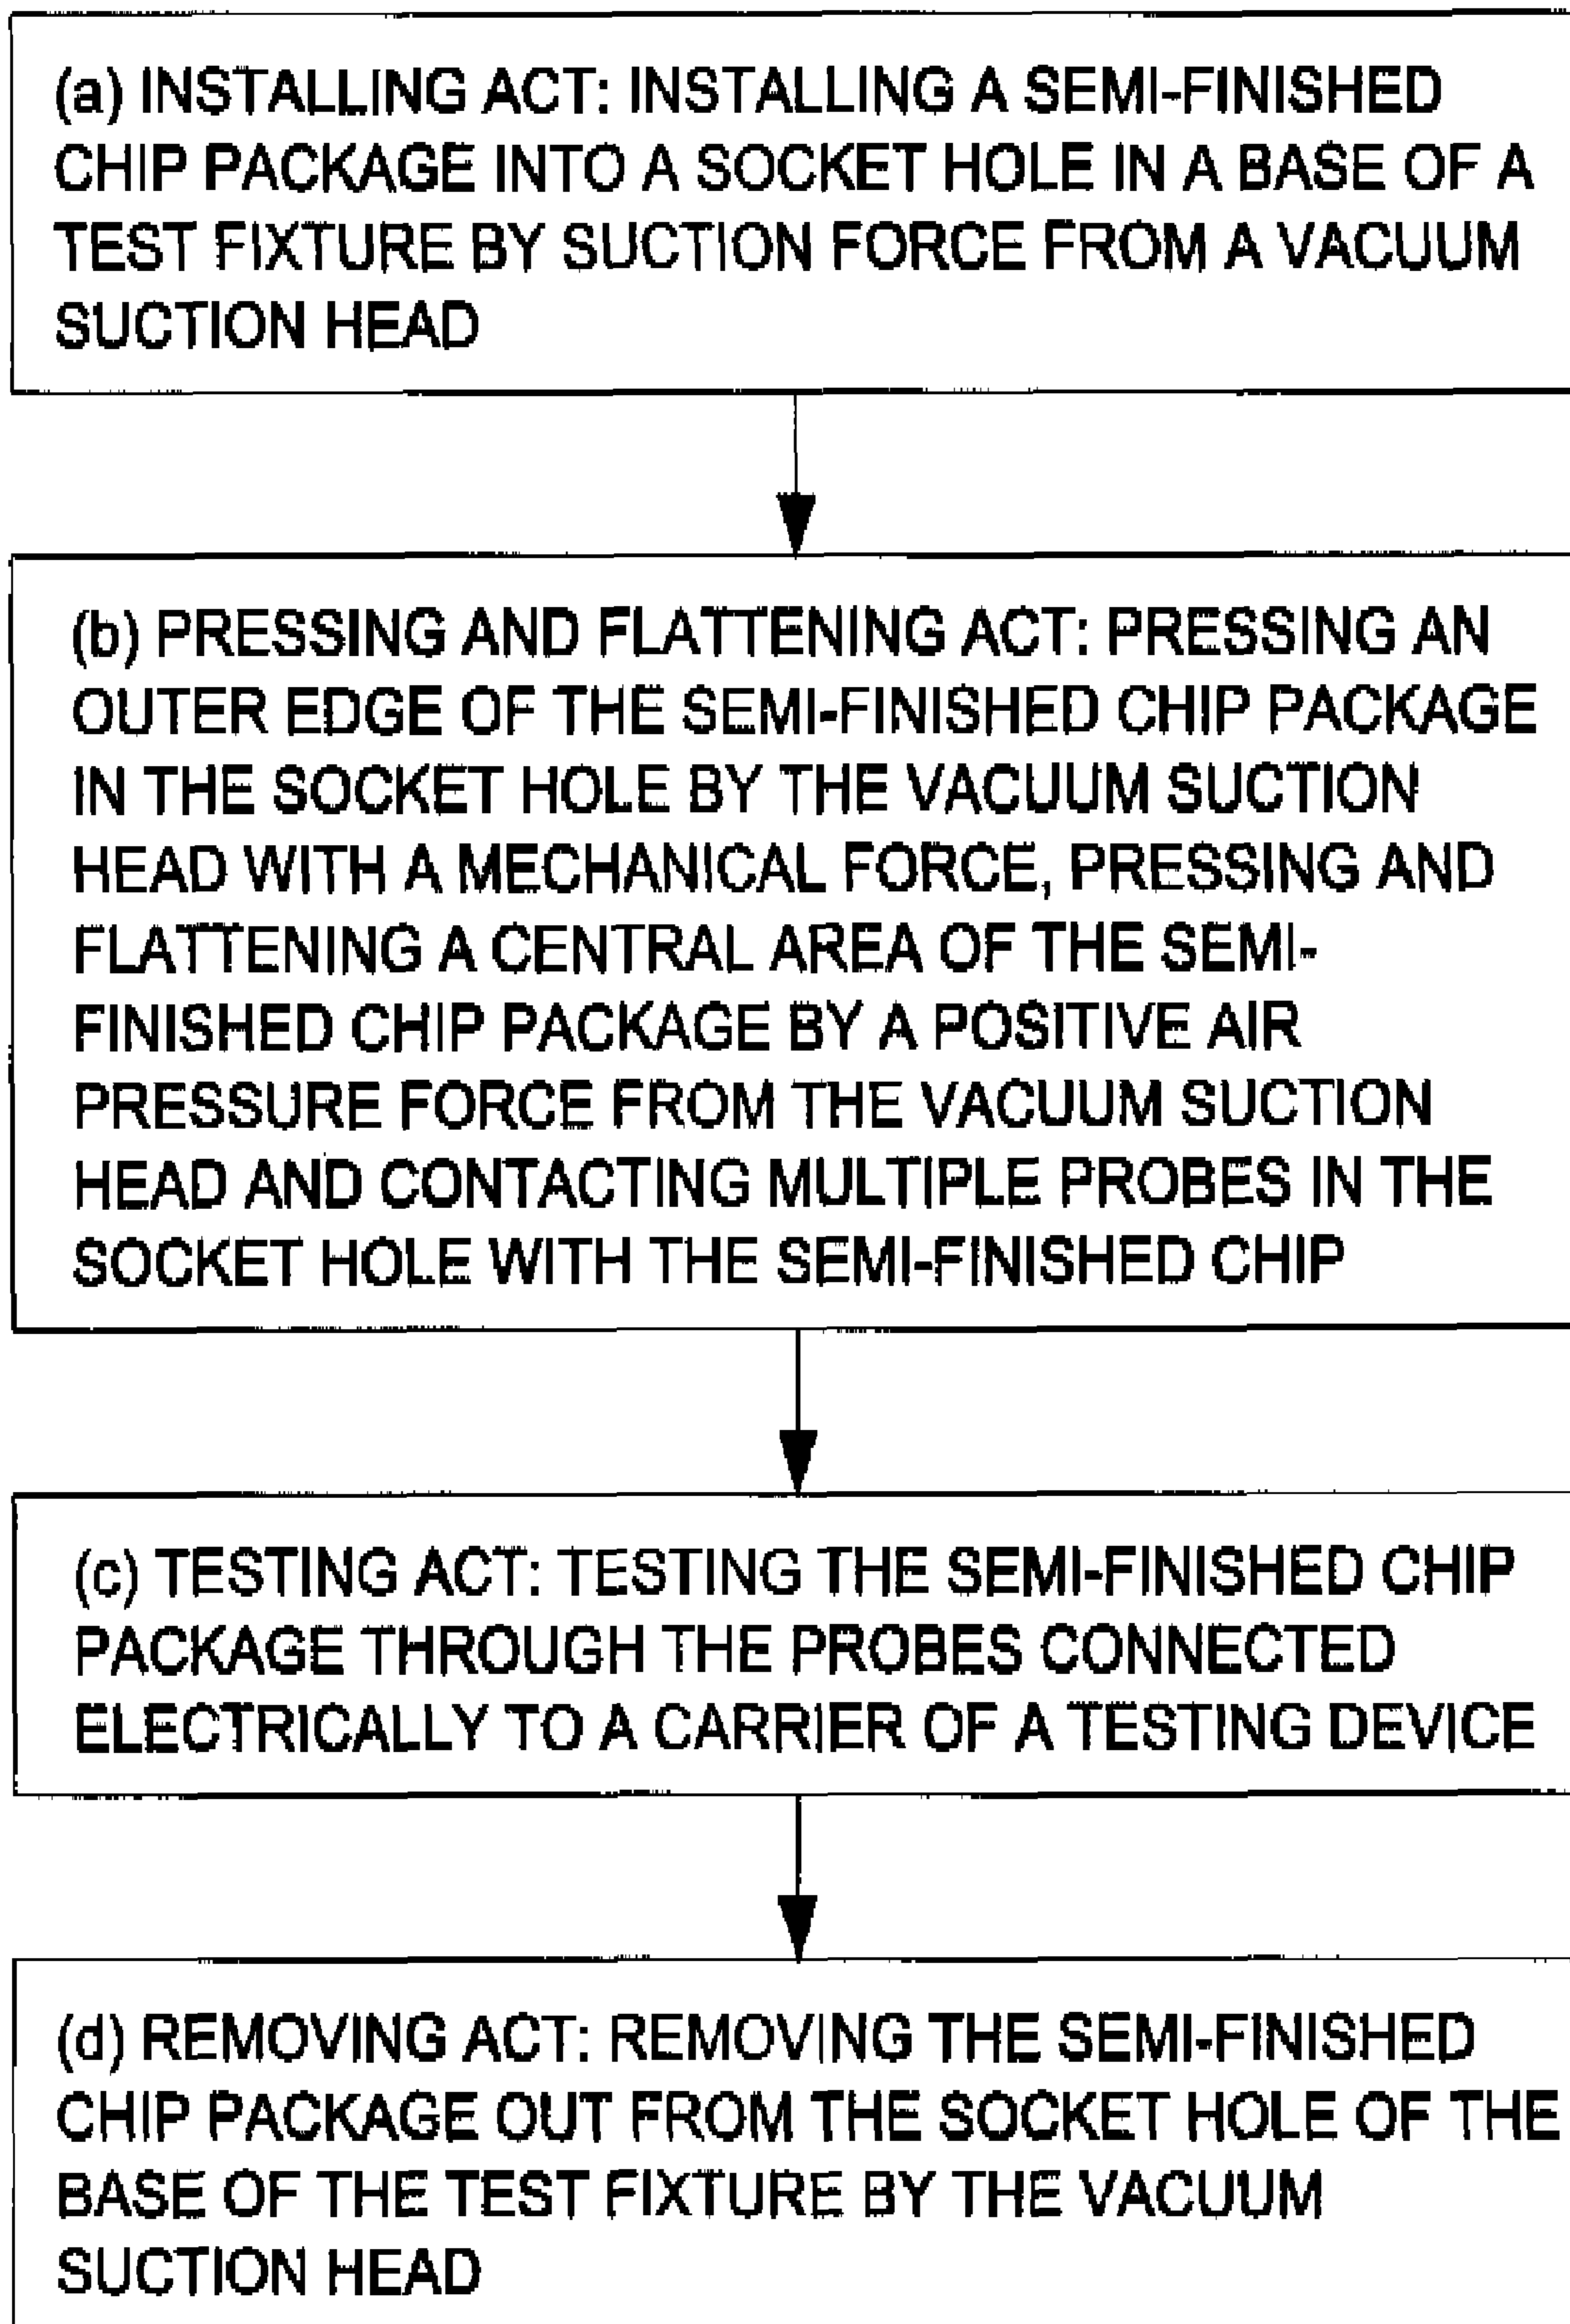 (a) INSTALLING ACT: INSTALLING A SEMI-FINISHED
CHIP PACKAGE INTO A SOCKET HOLE IN A BASE OF A
TEST FIXTURE BY SUCTION FORCE FROM A VACUUM
SUCTION HEAD
(b) PRESSING AND FLATTENING ACT: PRESSING AN
OUTER EDGE OF THE SEMI-FINISHED CHIP PACKAGE
IN THE SOCKET HOLE BY THE VACUUM SUCTION
HEAD WITH A MECHANICAL FORCE, PRESSING AND
FLATTENING A CENTRAL AREA OF THE SEMI-
FINISHED CHIP PACKAGE BY A POSITIVE AIR
PRESSURE FORCE FROM THE VACUUM SUCTION
HEAD AND CONTACTING MULTIPLE PROBES IN THE
SOCKET HOLE WITH THE SEMI-FINISHED CHIP
(c) TESTING ACT: TESTING THE SEMI-FINISHED CHIP
PACKAGE THROUGH THE PROBES CONNECTED
ELECTRICALLY TO A CARRIER OF A TESTING DEVICE
(d) REMOVING ACT: REMOVING THE SEMI-FINISHED
CHIP PACKAGE OUT FROM THE SOCKET HOLE OF THE
BASE OF THE TEST FIXTURE BY THE VACUUM
SUCTION HEAD